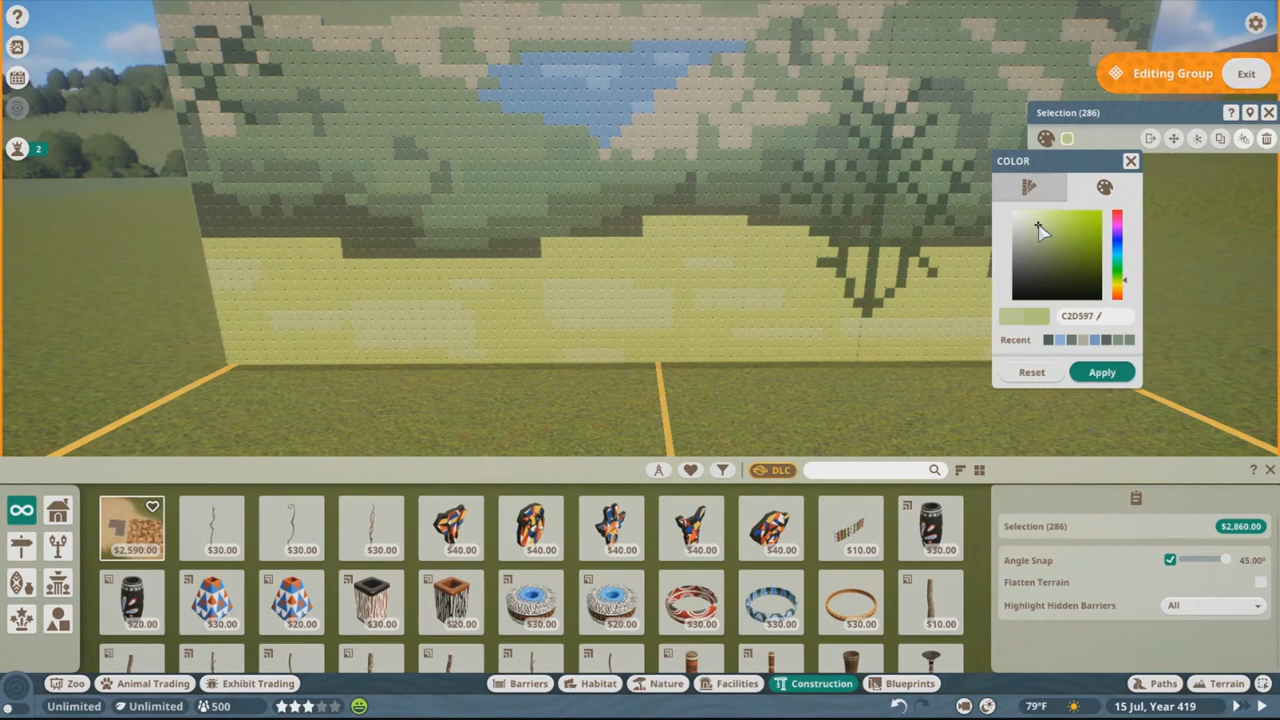 ?
Editing Group
Exit
2
Selection (286)
?
COLOR
C2D597
Recent
Reset
Apply
DLC
?
$2,590.00
$30.00
$30.00
$30.00
$40.00
$40.00
$40.00
$40.00
$40.00
$10.00
$30.00
Selection (286)
$2,860.00
Angle Snap
45.00°
Flatten Terrain
Highlight Hidden Barriers
All
$20.00
$30.00
$20.00
$30.00
$20.00
$30.00
$20.00
$30.00
$30.00
$30.00
$10.00
Zoo
Animal Trading
Exhibit Trading
Barriers
Habitat
Nature
Facilities
Construction
Blueprints
Paths
Terrain
Unlimited
Unlimited
500
79°F
15 Jul, Year 419